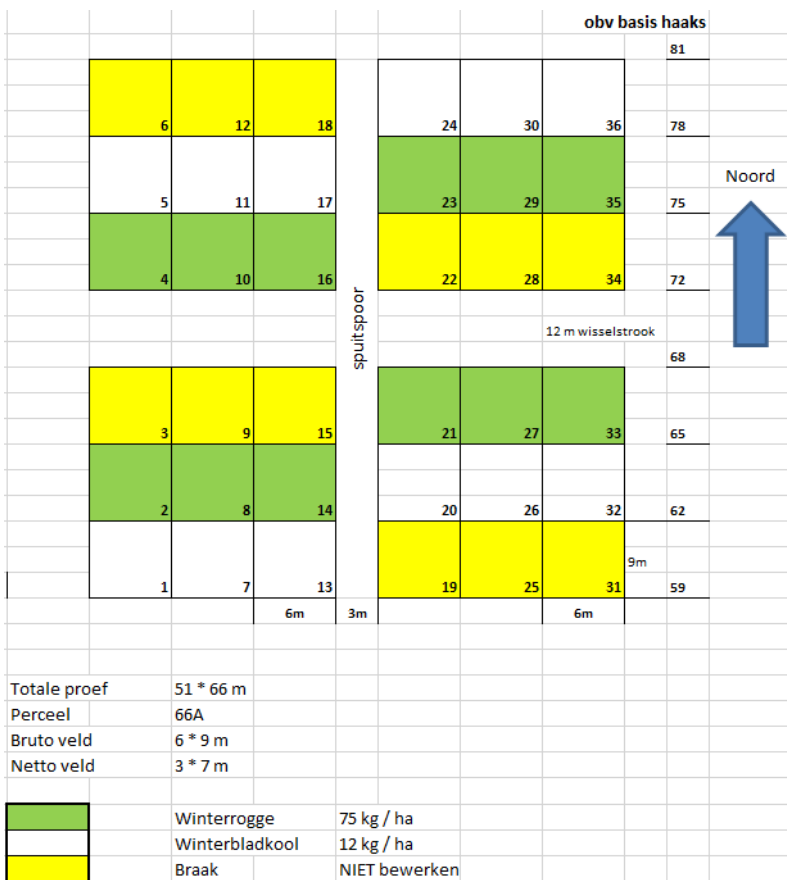 obv basis haaks
81
6 12 18 24 30 36 78
Noord
5 11 17 23 29 35 75
4 10 16 22 28 34 72
spuitspoor
12 m wisselstrook
68
3 9 15 21 27 33 65
2 8 14 20 26 32 62
9m
1 7 13 19 25 31 59
6m 3m 6m
Totale proef 51 * 66 m
Perceel 66A
Bruto veld 6 * 9 m
Netto veld 3 * 7 m
Winterrogge 75 kg / ha
Winterbladkool 12 kg / ha
Braak NIET bewerken